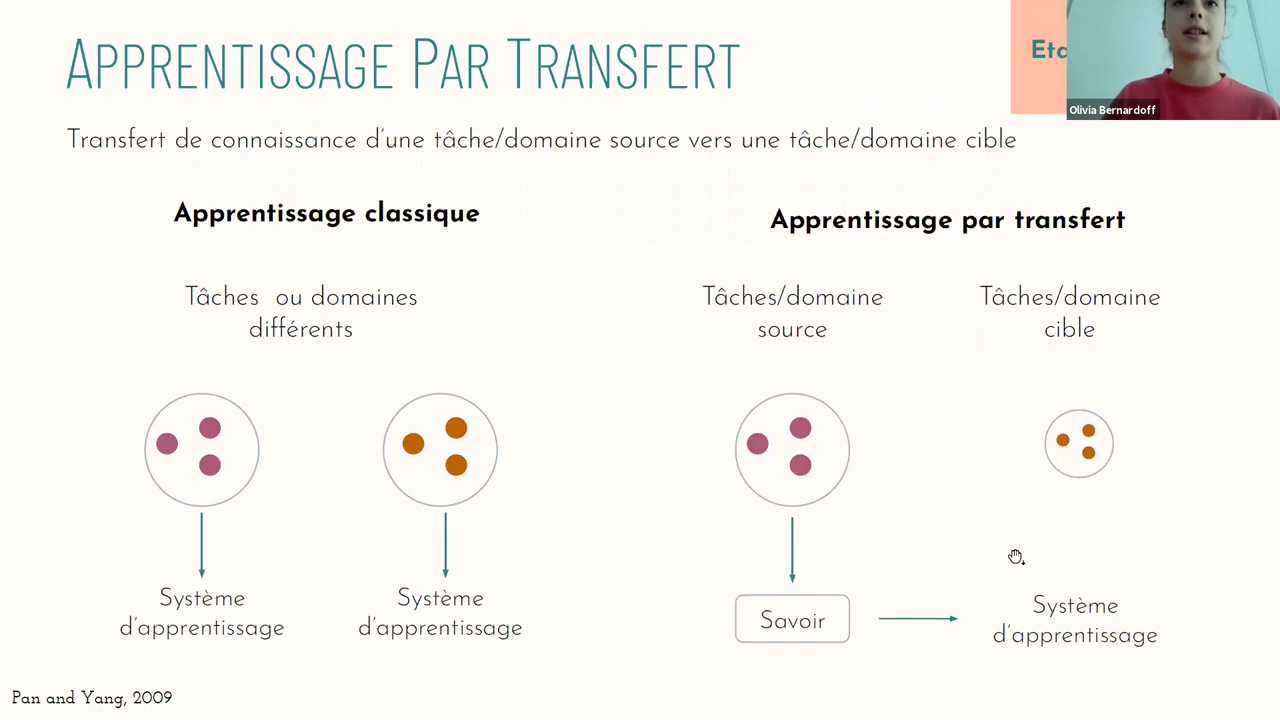 APPRENTISSAGE PAR TRANSFERT
Olivia Bernardoff
Transfert de connaissance d'une tâche/domaine source vers une tâche/domaine cible
Apprentissage classique
Apprentissage par transfert
Tâches ou domaines
différents
Tâches/domaine
source
Tâches/domaine
cible
Système
d'apprentissage
Système
d'apprentissage
Savoir
Système
d'apprentissage
Pan and Yang, 2009